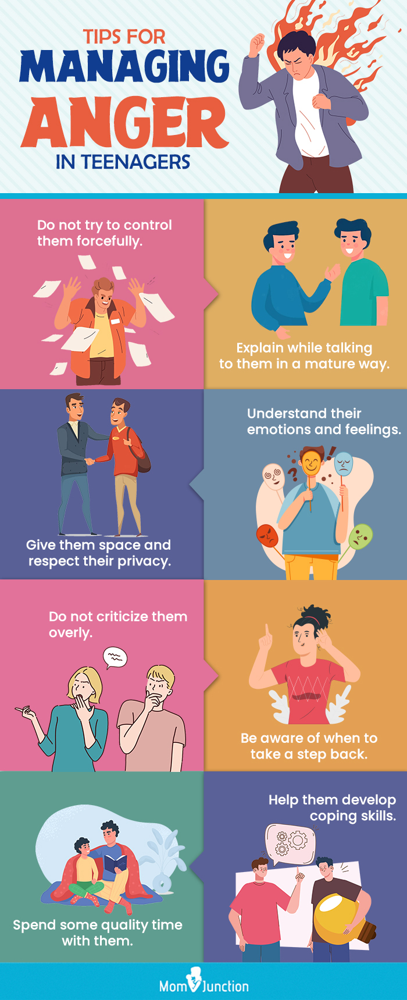 TIPS FOR
MANAGING
ANGER
IN TEENAGERS
Do not try to control
them forcefully.
Explain while talking
to them in a mature way.
Give them space and
respect their privacy.
Understand their
emotions and feelings.
Do not criticize them
overly.
Be aware of when to
take a step back.
Spend some quality time
with them.
Help them develop
coping skills.
Mom Junction